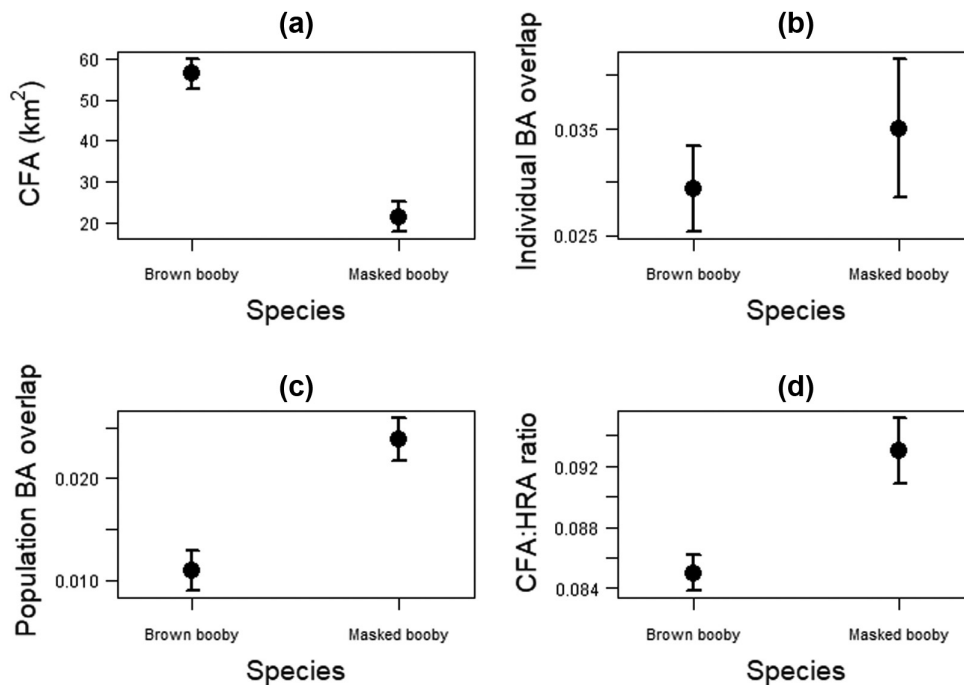 (a)
CFA (km²)
60
50
40
30
20
Brown booby Masked booby
Species
(b)
Individual BA overlap
0.035
0.025
Brown booby Masked booby
Species
(c)
Population BA overlap
0.020
0.010
Brown booby Masked booby
Species
(d)
CFA:HRA ratio
0.092
0.088
0.084
Brown booby Masked booby
Species